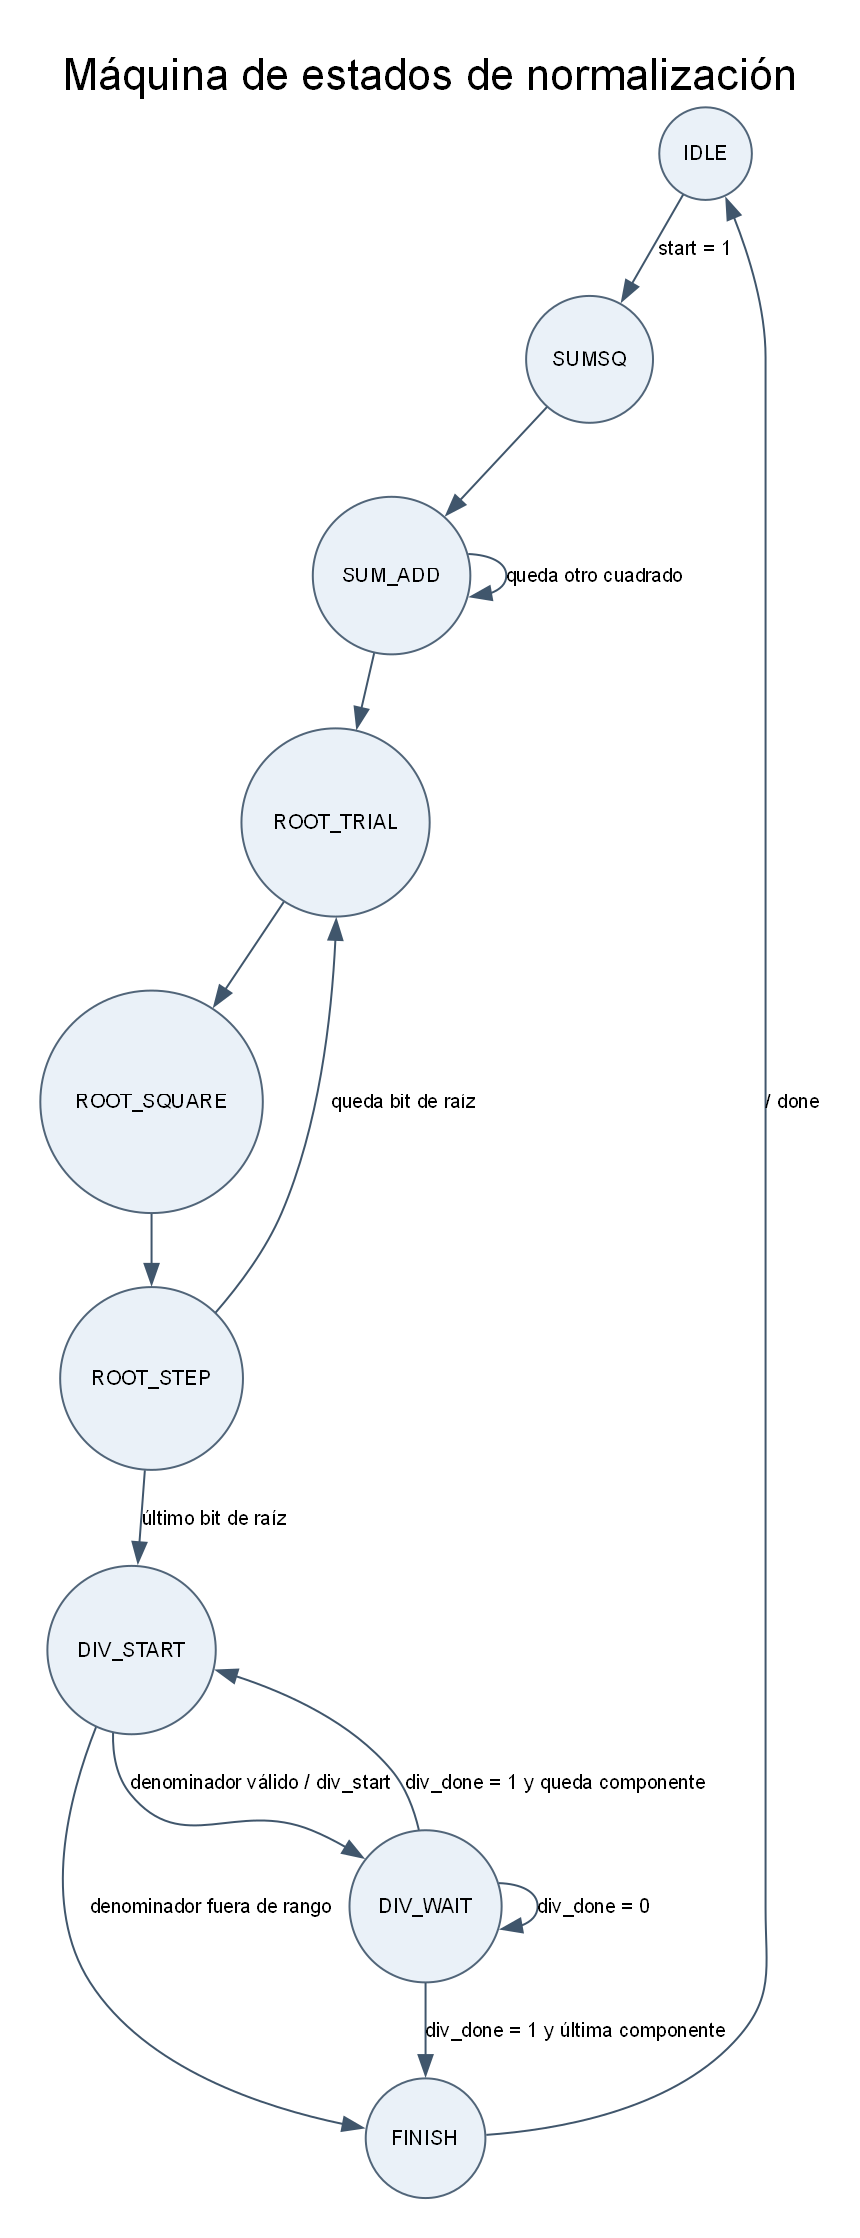 Máquina de estados de normalización
IDLE
start = 1
SUMSQ
SUM_ADD
queda otro cuadrado
ROOT_TRIAL
ROOT_SQUARE
queda bit de raíz
/ done
ROOT_STEP
último bit de raíz
DIV_START
denominador válido / div_start
div_done = 1 y queda componente
denominador fuera de rango
DIV_WAIT
div_done = 0
div_done = 1 y última componente
FINISH